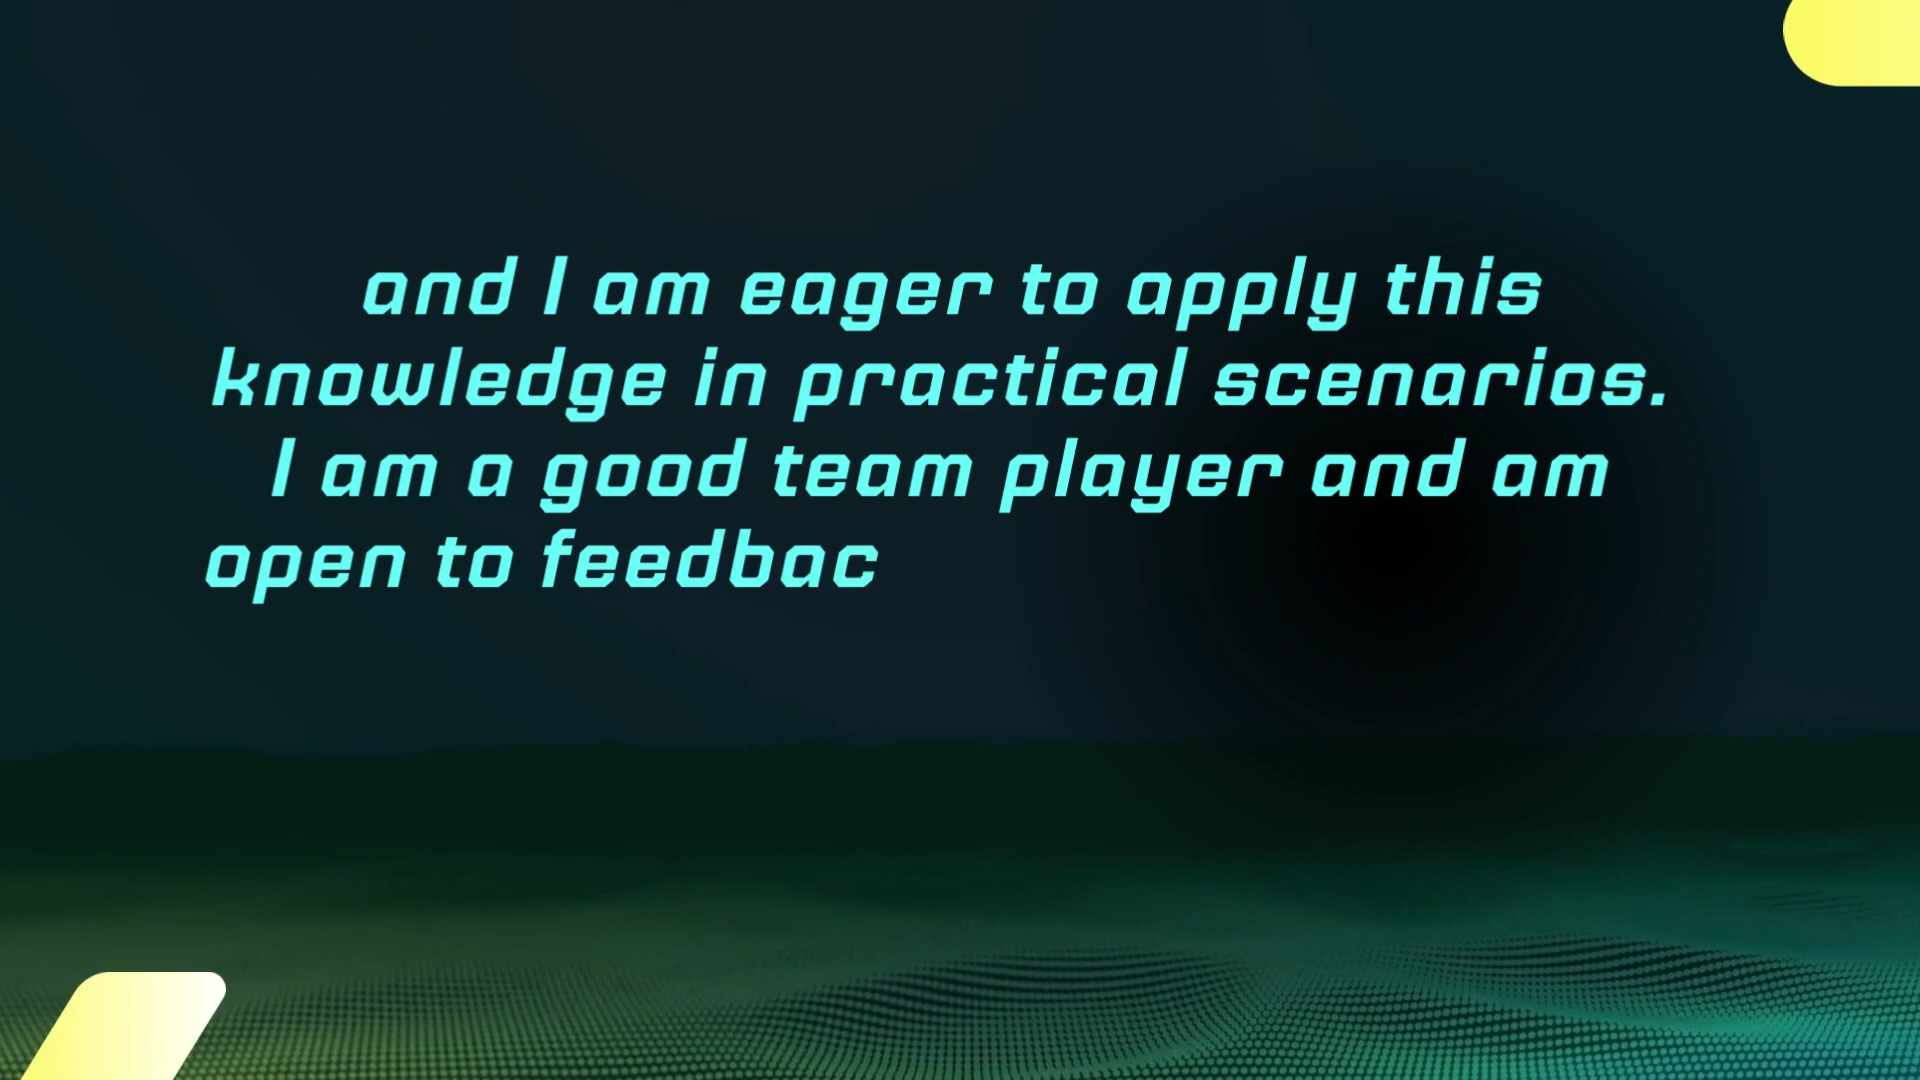 and I am eager to apply this
knowledge in practical scenarios.
I am a good team player and am
open to feedbac